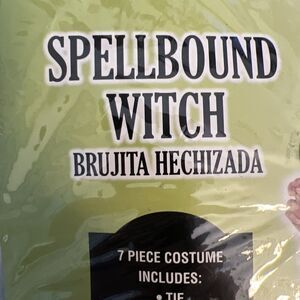 SPELLBOUND
WITCH
BRUJITA HECHIZADA
7 PIECE COSTUME
INCLUDES:
• TIE